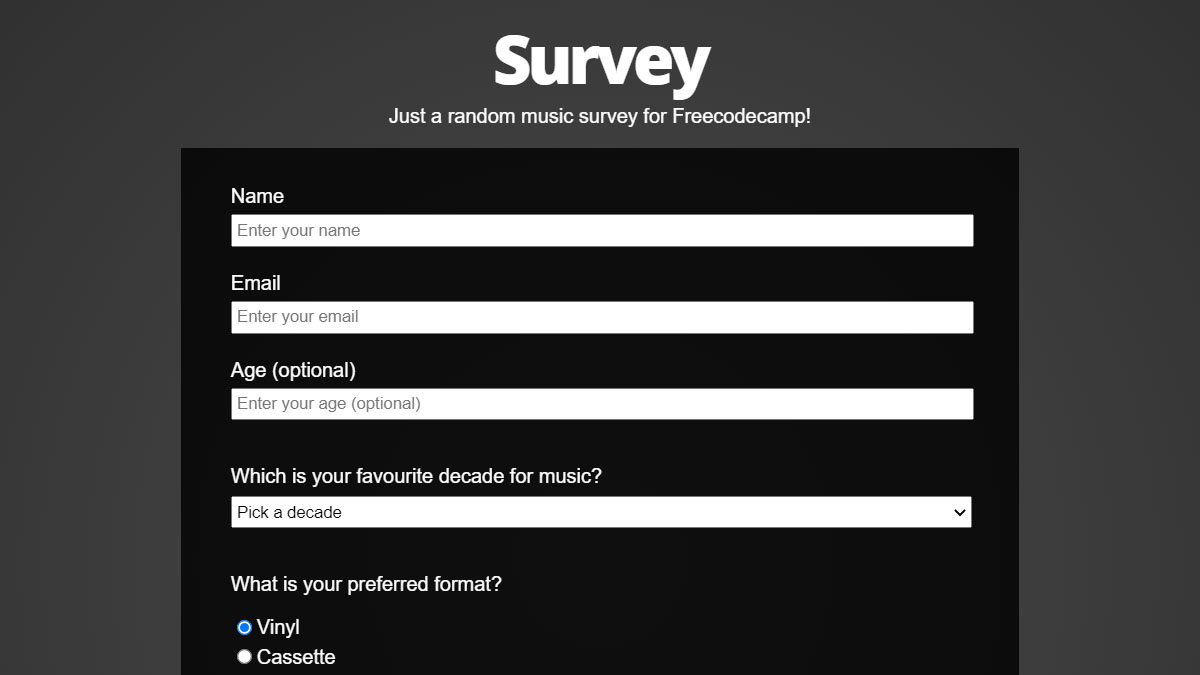 Survey
Just a random music survey for Freecodecamp!
Name
Enter your name
Email
Enter your email
Age (optional)
Enter your age (optional)
Which is your favourite decade for music?
Pick a decade
What is your preferred format?
Vinyl
Cassette